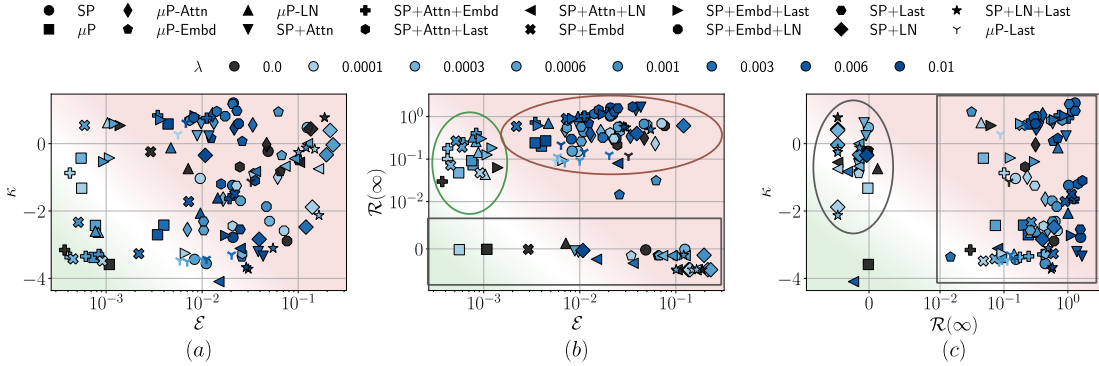 SP μP-Attn μP-LN SP+Attn+Embd SP+Attn+LN SP+Embd+Last SP+Last SP+LN+Last
μP μP-Embd SP+Attn SP+Attn+Last SP+Embd SP+Embd+LN SP+LN μP-Last
λ 0.0 0.0001 0.0003 0.0006 0.001 0.003 0.006 0.01
κ
0
−2
−4
10⁻³ 10⁻² 10⁻¹
ℰ
(a)
ℛ(∞)
10⁰
10⁻¹
10⁻²
0
10⁻³ 10⁻² 10⁻¹
ℰ
(b)
κ
0
−2
−4
0 10⁻² 10⁻¹ 10⁰
ℛ(∞)
(c)